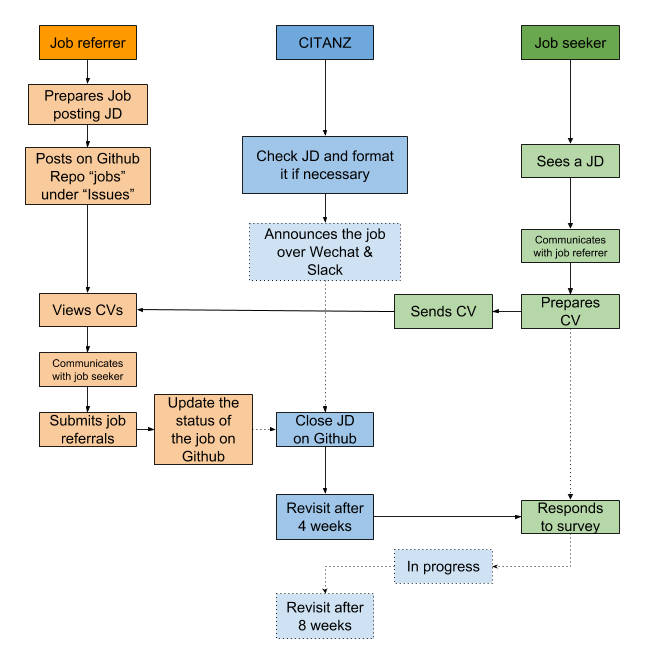 Job referrer
CITANZ
Job seeker
Prepares Job
posting JD
Posts on Github
Repo “jobs”
under “Issues”
Check JD and format
it if necessary
Sees a JD
Announces the job
over Wechat &
Slack
Communicates
with job referrer
Views CVs
Sends CV
Prepares
CV
Communicates
with job seeker
Submits job
referrals
Update the
status of
the job on
Github
Close JD
on Github
Revisit after
4 weeks
Responds
to survey
In progress
Revisit after
8 weeks